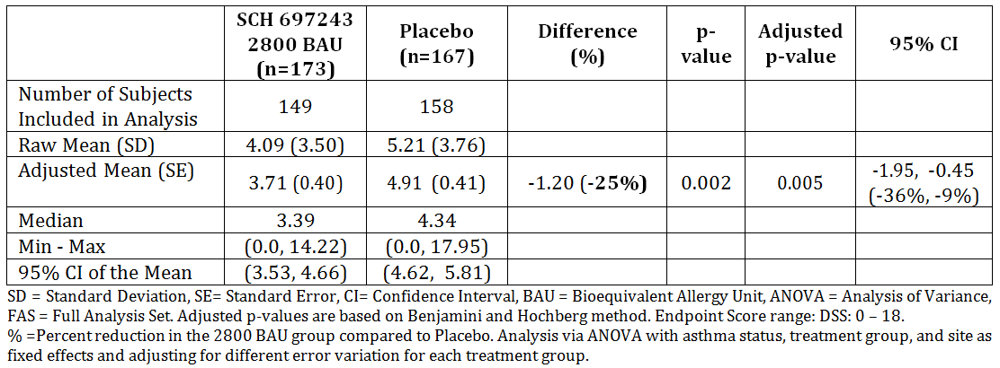 SCH 697243 2800 BAU (n=173) Placebo (n=167) Difference (%) p-value Adjusted p-value 95% CI
Number of Subjects Included in Analysis 149 158
Raw Mean (SD) 4.09 (3.50) 5.21 (3.76)
Adjusted Mean (SE) 3.71 (0.40) 4.91 (0.41) -1.20 (-25%) 0.002 0.005 -1.95, -0.45 (-36%, -9%)
Median 3.39 4.34
Min - Max (0.0, 14.22) (0.0, 17.95)
95% CI of the Mean (3.53, 4.66) (4.62, 5.81)
SD = Standard Deviation, SE= Standard Error, CI= Confidence Interval, BAU = Bioequivalent Allergy Unit, ANOVA = Analysis of Variance,
FAS = Full Analysis Set. Adjusted p-values are based on Benjamini and Hochberg method. Endpoint Score range: DSS: 0 – 18.
% =Percent reduction in the 2800 BAU group compared to Placebo. Analysis via ANOVA with asthma status, treatment group, and site as
fixed effects and adjusting for different error variation for each treatment group.